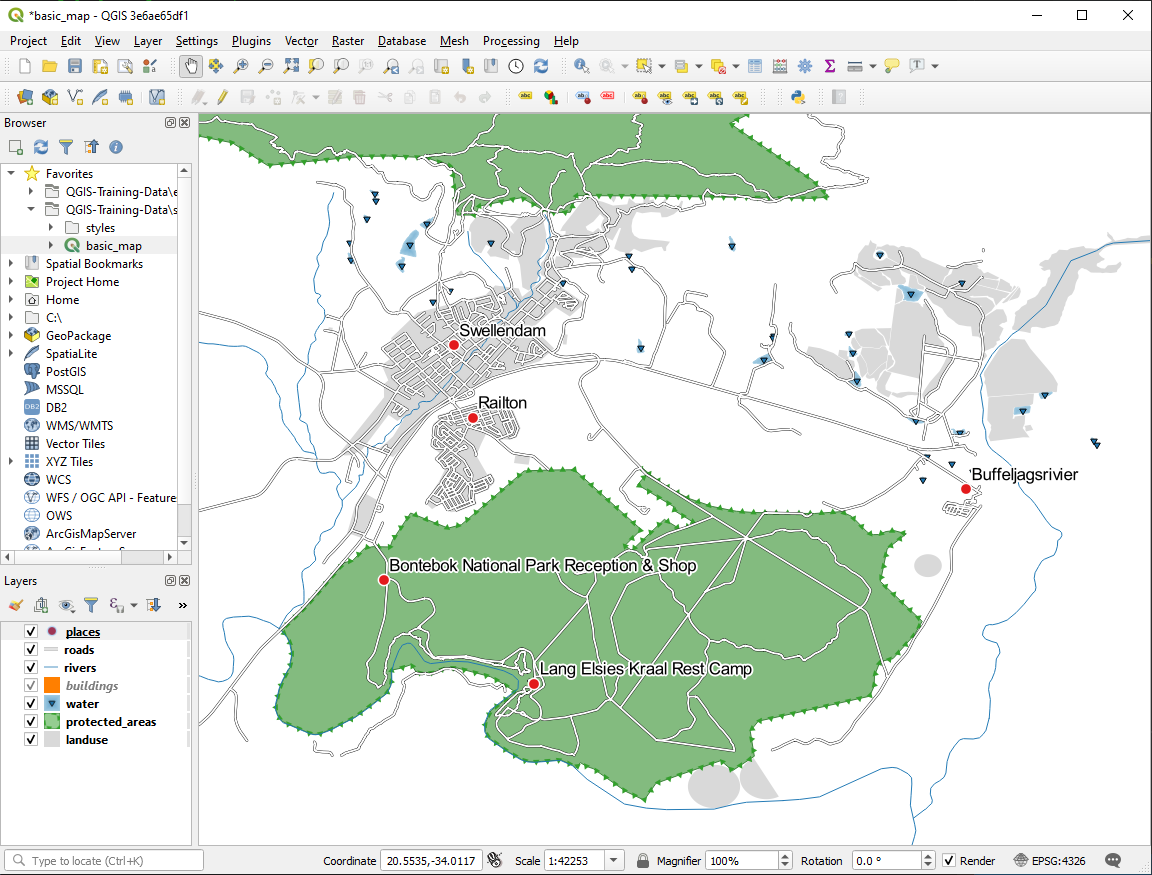 *basic_map - QGIS 3e6ae65df1
Project Edit View Layer Settings Plugins Vector Raster Database Mesh Processing Help
Browser
Favorites
QGIS-Training-Data\e
QGIS-Training-Data\s
styles
basic_map
Spatial Bookmarks
Project Home
Home
C:\
GeoPackage
SpatiaLite
PostGIS
MSSQL
DB2
WMS/WMTS
Vector Tiles
XYZ Tiles
WCS
WFS / OGC API - Feature
OWS
ArcGisMapServer
Layers
places
roads
rivers
buildings
water
protected_areas
landuse
Swellendam
Railton
Buffeljagsrivier
Bontebok National Park Reception & Shop
Lang Elsies Kraal Rest Camp
Type to locate (Ctrl+K)
Coordinate 20.5535,-34.0117 Scale 1:42253 Magnifier 100% Rotation 0.0 ° Render EPSG:4326